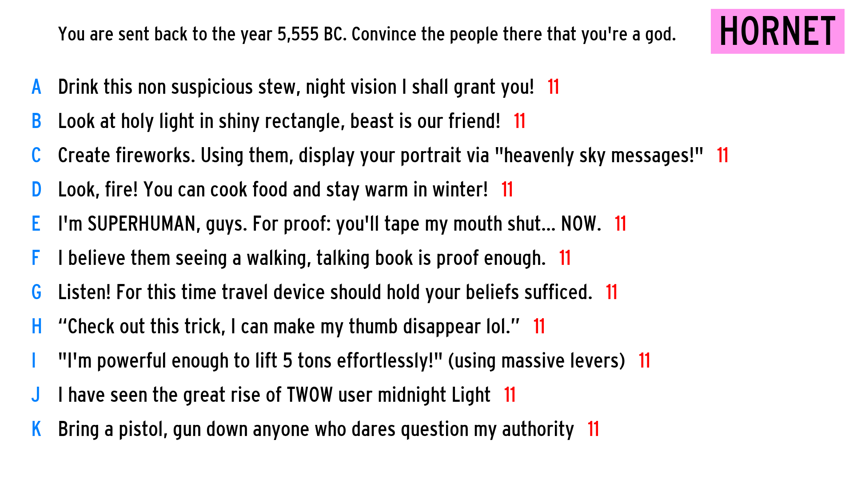 You are sent back to the year 5,555 BC. Convince the people there that you're a god.
HORNET
A Drink this non suspicious stew, night vision I shall grant you! 11
B Look at holy light in shiny rectangle, beast is our friend! 11
C Create fireworks. Using them, display your portrait via "heavenly sky messages!" 11
D Look, fire! You can cook food and stay warm in winter! 11
E I'm SUPERHUMAN, guys. For proof: you'll tape my mouth shut... NOW. 11
F I believe them seeing a walking, talking book is proof enough. 11
G Listen! For this time travel device should hold your beliefs sufficed. 11
H “Check out this trick, I can make my thumb disappear lol.” 11
I "I'm powerful enough to lift 5 tons effortlessly!" (using massive levers) 11
J I have seen the great rise of TWOW user midnight Light 11
K Bring a pistol, gun down anyone who dares question my authority 11